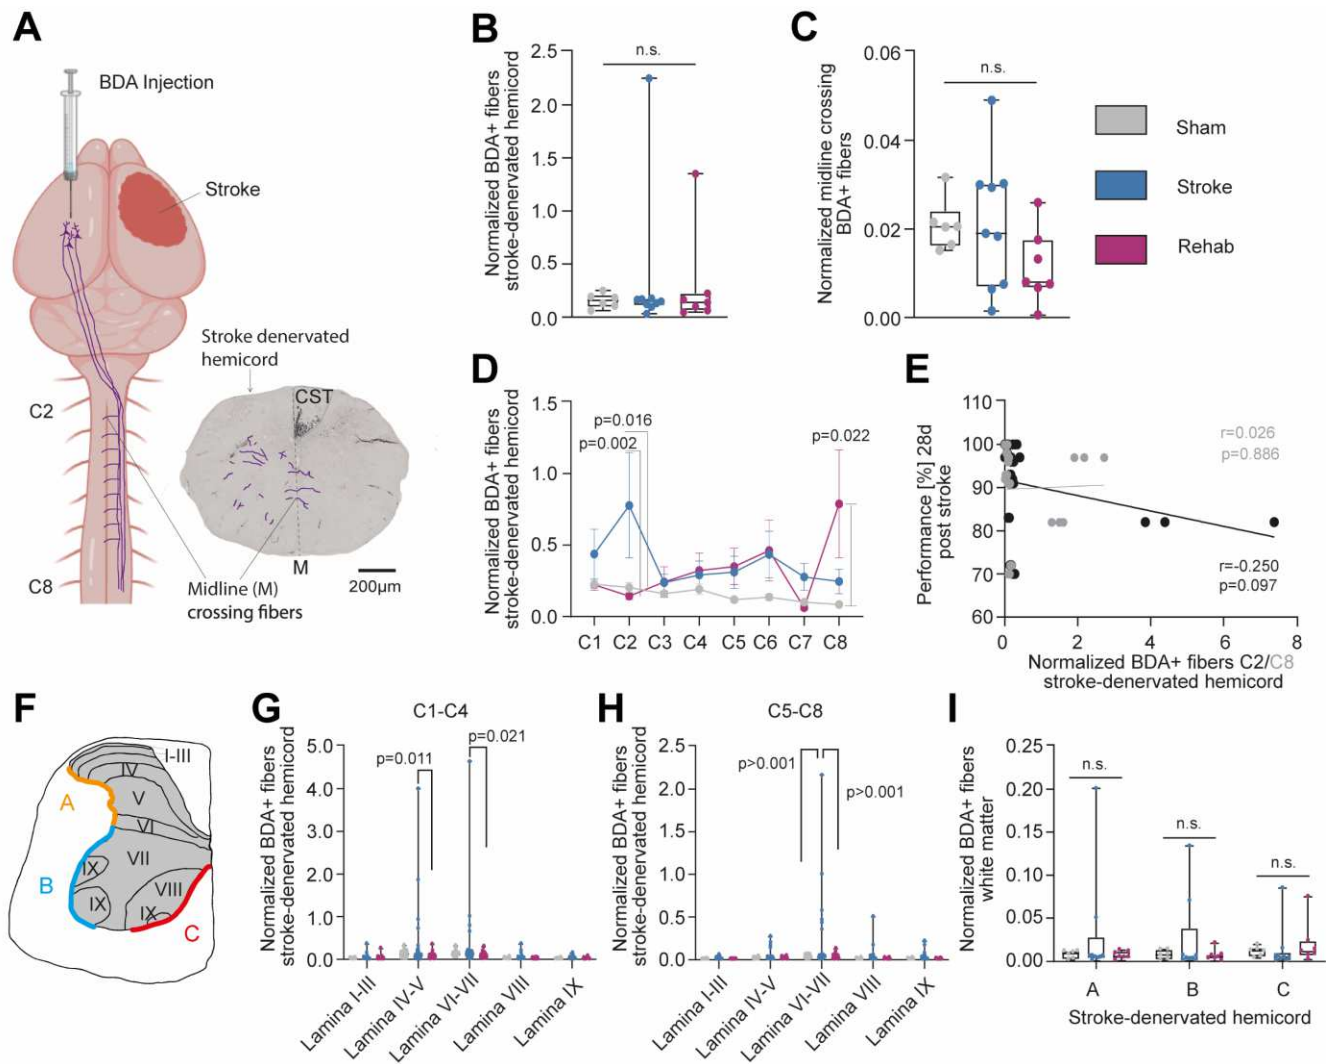 A
BDA Injection
Stroke
Stroke denervated
hemicord
CST
C2
C8
M
Midline (M)
crossing fibers
200µm
B
Normalized BDA+ fibers
stroke-denervated hemicord
2.5
2.0
1.5
1.0
0.5
0.0
n.s.
C
Normalized midline crossing
BDA+ fibers
0.06
0.04
0.02
0.00
n.s.
Sham
Stroke
Rehab
D
Normalized BDA+ fibers
stroke-denervated hemicord
1.5
1.0
0.5
0.0
p=0.016
p=0.002
p=0.022
C1 C2 C3 C4 C5 C6 C7 C8
E
Performance [%] 28d
post stroke
110
100
90
80
70
60
r=0.026
p=0.886
r=-0.250
p=0.097
0 2 4 6 8
Normalized BDA+ fibers C2/C8
stroke-denervated hemicord
F
I-III
IV
V
VI
VII
VIII
IX
IX
IX
A
B
C
G
C1-C4
Normalized BDA+ fibers
stroke-denervated hemicord
5.0
4.0
3.0
2.0
1.0
0.0
p=0.011
p=0.021
Lamina I-III
Lamina IV-V
Lamina VI-VII
Lamina VIII
Lamina IX
H
C5-C8
Normalized BDA+ fibers
stroke-denervated hemicord
2.5
2.0
1.5
1.0
0.5
0.0
p>0.001
p>0.001
Lamina I-III
Lamina IV-V
Lamina VI-VII
Lamina VIII
Lamina IX
I
Normalized BDA+ fibers
white matter
0.25
0.20
0.15
0.10
0.05
0.00
n.s.
n.s.
n.s.
A B C
Stroke-denervated hemicord